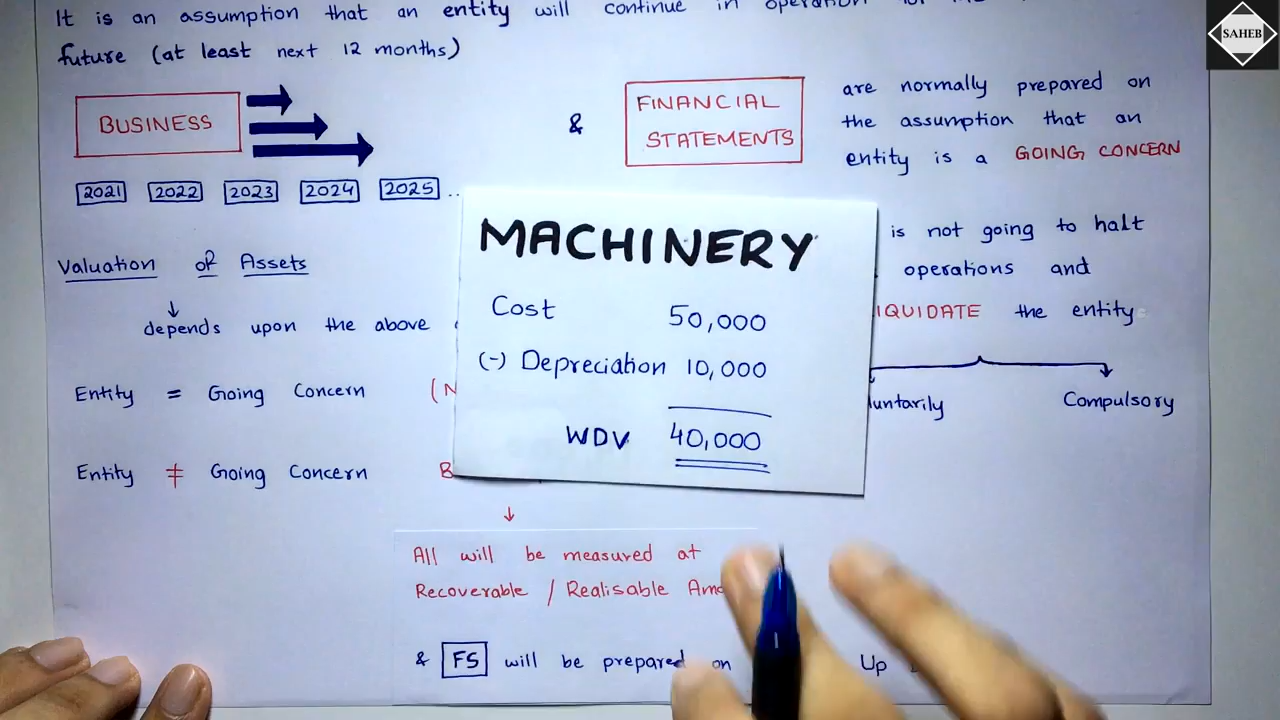 It is an assumption that an entity will continue in operation
future (at least next 12 months)
BUSINESS
2021 2022 2023 2024 2025 ..
&
FINANCIAL
STATEMENTS
are normally prepared on
the assumption that an
entity is a GOING CONCERN
is not going to halt
operations and
IQUIDATE the entity
untarily
Compulsory
Valuation of Assets
↓
depends upon the above
Entity = Going Concern (N
Entity ≠ Going Concern B
↓
All will be measured at
Recoverable / Realisable Amo
& FS will be prepared on Up
MACHINERY
Cost 50,000
(-) Depreciation 10,000
WDV 40,000
SAHEB